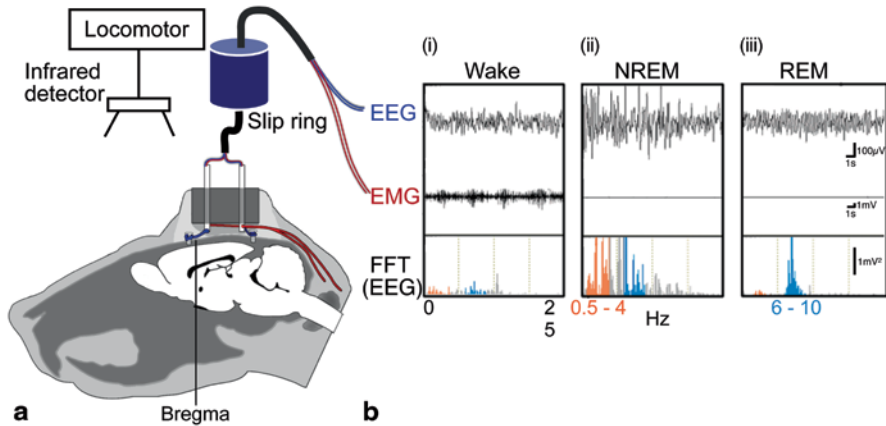 Locomotor
Infrared
detector
Slip ring
EEG
EMG
Bregma
a
(i)
(ii)
(iii)
Wake
NREM
REM
100µV
1s
1mV
1s
FFT
(EEG)
1mV²
0
2
5
0.5 - 4
Hz
6 - 10
b